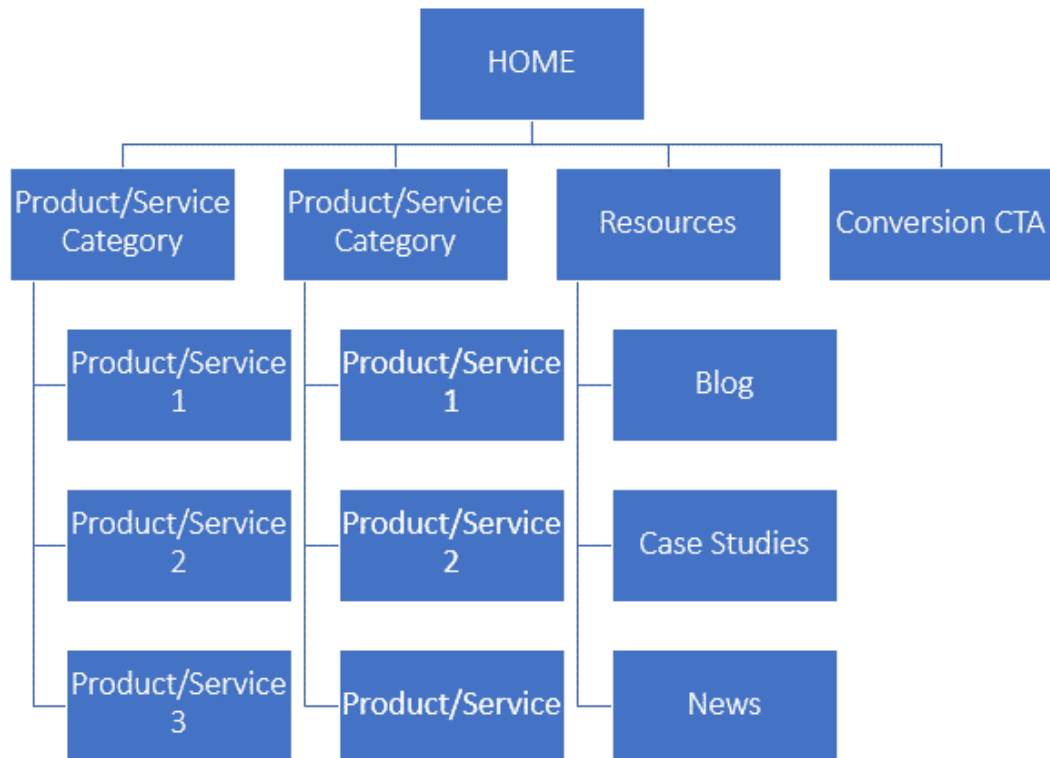 HOME
Product/Service
Category
Product/Service
Category
Resources
Conversion CTA
Product/Service
1
Product/Service
2
Product/Service
3
Product/Service
1
Product/Service
2
Product/Service
Blog
Case Studies
News